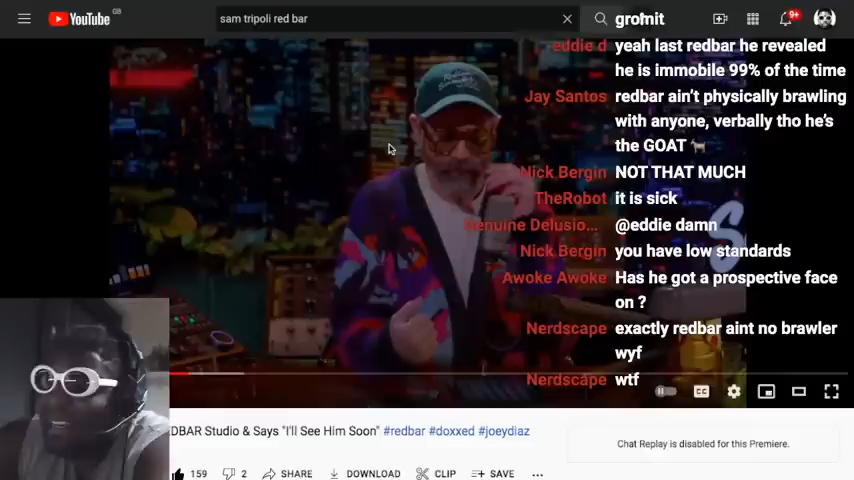 YouTube GB
sam tripoli red bar
9+
gromit
eddie d yeah last redbar he revealed
he is immobile 99% of the time
Jay Santos redbar ain't physically brawling
with anyone, verbally tho he's
the GOAT 🐐
Nick Bergin NOT THAT MUCH
TheRobot it is sick
Genuine Delusio... @eddie damn
Nick Bergin you have low standards
Awoke Awoke Has he got a prospective face
on ?
Nerdscape exactly redbar aint no brawler
wyf
Nerdscape wtf
CC
DBAR Studio & Says "I'll See Him Soon" #redbar #doxxed #joeydiaz
Chat Replay is disabled for this Premiere.
159 2 SHARE DOWNLOAD CLIP SAVE ...